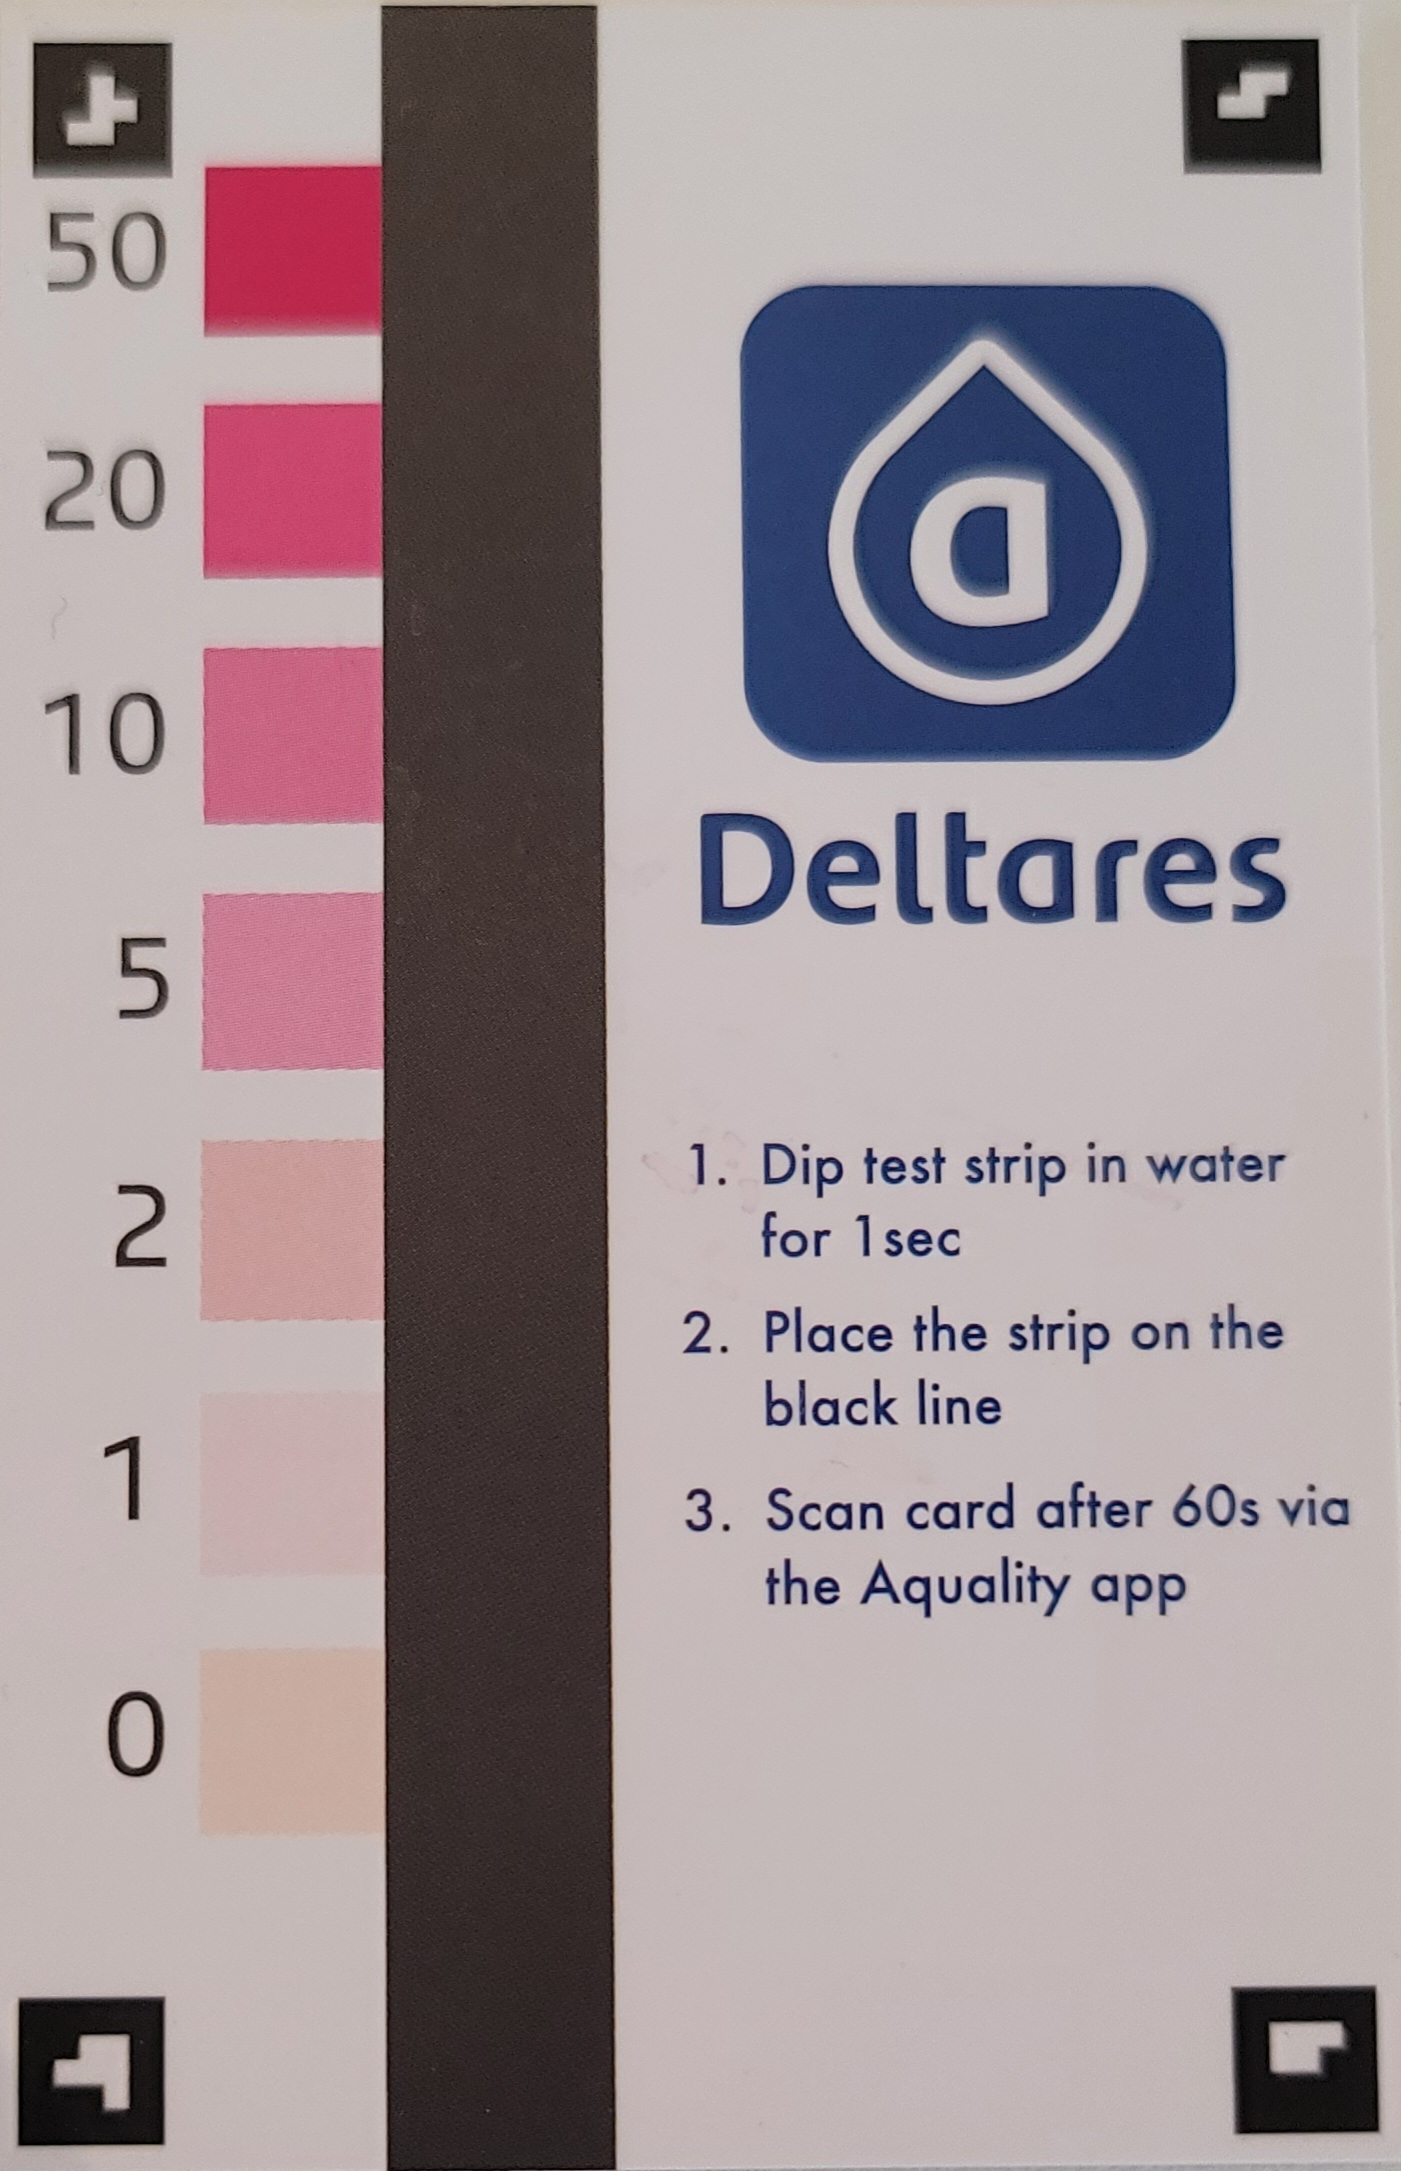 50
20
10
5
2
1
0
Deltares
1. Dip test strip in water
for 1sec
2. Place the strip on the
black line
3. Scan card after 60s via
the Aquality app